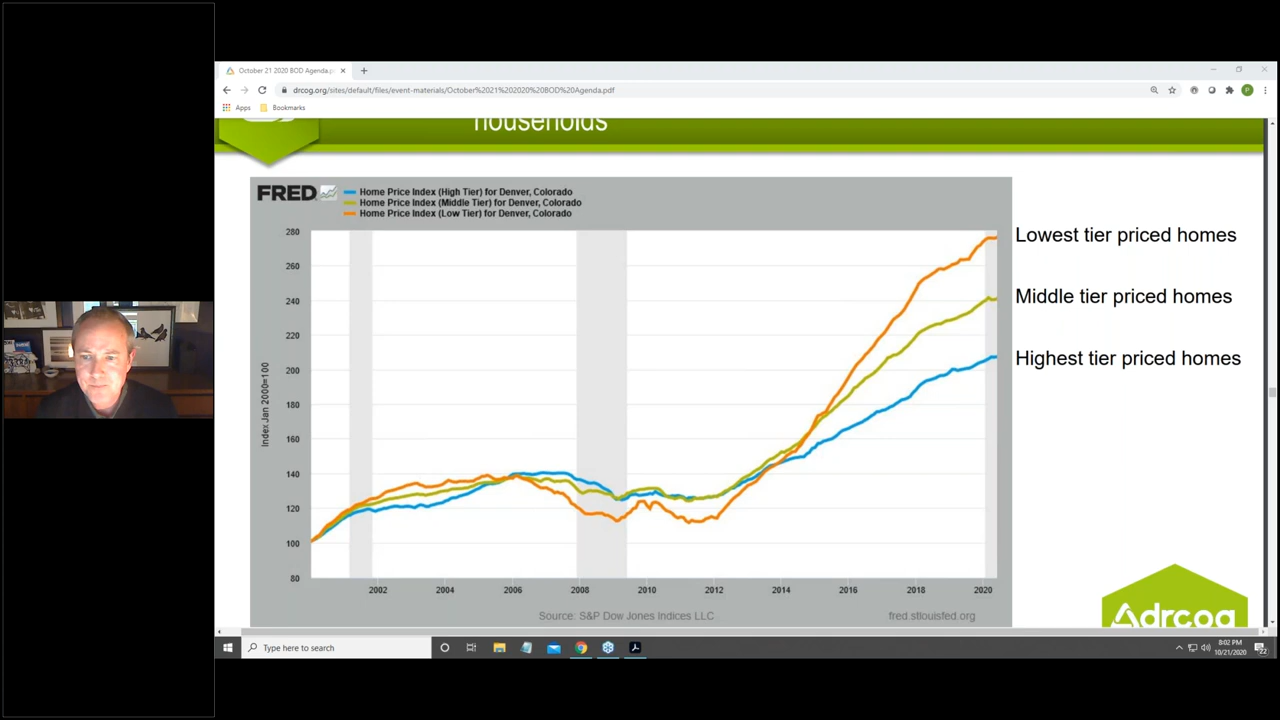 October 21 2020 BOD Agenda.p
drcog.org/sites/default/files/event-materials/October%2021%202020%20BOD%20Agenda.pdf
Apps
Bookmarks
P
households
FRED
Home Price Index (High Tier) for Denver, Colorado
Home Price Index (Middle Tier) for Denver, Colorado
Home Price Index (Low Tier) for Denver, Colorado
280
260
240
220
200
180
160
140
120
100
80
Index Jan 2000=100
2002
2004
2006
2008
2010
2012
2014
2016
2018
2020
Source: S&P Dow Jones Indices LLC
fred.stlouisfed.org
Lowest tier priced homes
Middle tier priced homes
Highest tier priced homes
drcog
Type here to search
8:02 PM
10/21/2020
22